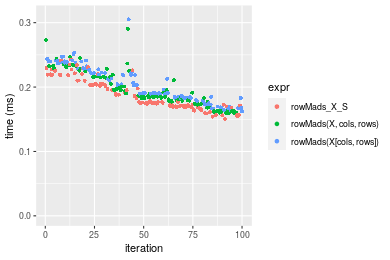 0.3
0.2
0.1
0.0
time (ms)
0
25
50
75
100
iteration
expr
rowMads_X_S
rowMads(X, cols, rows)
rowMads(X[cols, rows])